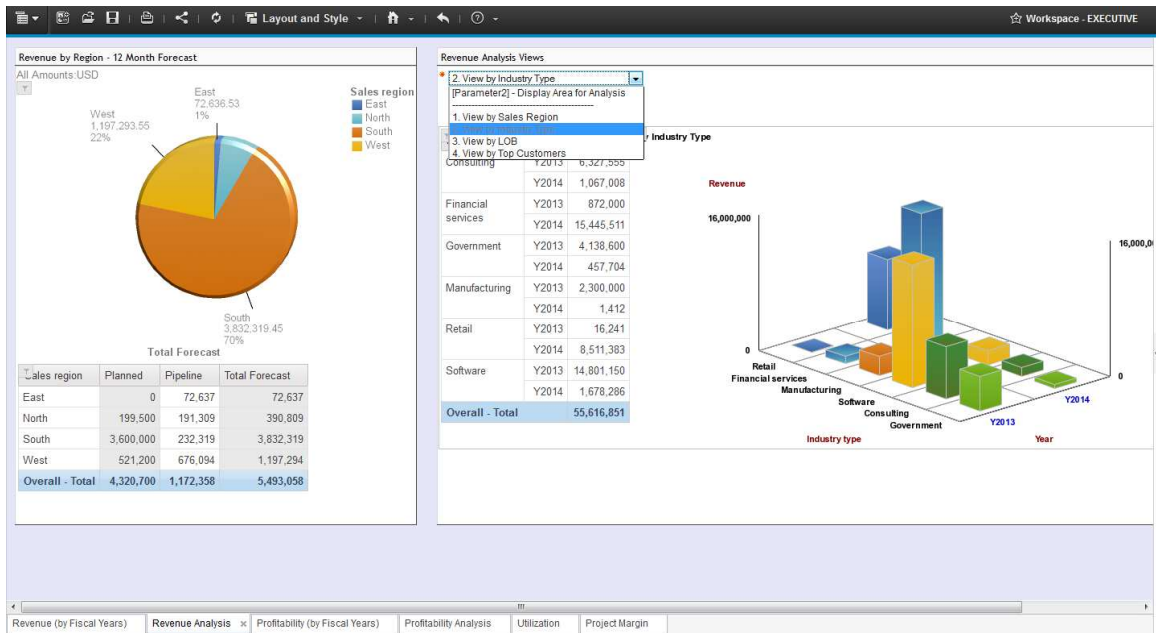 Layout and Style
Workspace - EXECUTIVE
Revenue by Region - 12 Month Forecast
All Amounts:USD
East
72,636.53
1%
West
1,197,293.55
22%
South
3,832,319.45
70%
Sales region
East
North
South
West
Total Forecast
Sales region Planned Pipeline Total Forecast
East 0 72,637 72,637
North 199,500 191,309 390,809
South 3,600,000 232,319 3,832,319
West 521,200 676,094 1,197,294
Overall - Total 4,320,700 1,172,358 5,493,058
Revenue Analysis Views
2. View by Industry Type
[Parameter2] - Display Area for Analysis
1. View by Sales Region
2. View by Industry Type
3. View by LOB
4. View by Top Customers
Industry Type
Consulting Y2013 6,327,555
Y2014 1,067,008
Financial services Y2013 872,000
Y2014 15,445,511
Government Y2013 4,138,600
Y2014 457,704
Manufacturing Y2013 2,300,000
Y2014 1,412
Retail Y2013 16,241
Y2014 8,511,383
Software Y2013 14,801,150
Y2014 1,678,286
Overall - Total 55,616,851
Revenue
16,000,000
0
16,000,0
0
Retail
Financial services
Manufacturing
Software
Consulting
Government
Y2013
Y2014
Industry type
Year
Revenue (by Fiscal Years) Revenue Analysis × Profitability (by Fiscal Years) Profitability Analysis Utilization Project Margin